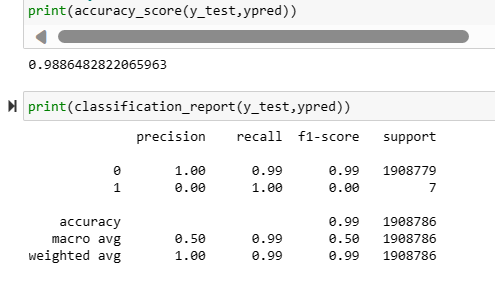 print(accuracy_score(y_test,ypred))
0.9886482822065963
print(classification_report(y_test,ypred))
precision recall f1-score support
0 1.00 0.99 0.99 1908779
1 0.00 1.00 0.00 7
accuracy 0.99 1908786
macro avg 0.50 0.99 0.50 1908786
weighted avg 1.00 0.99 0.99 1908786